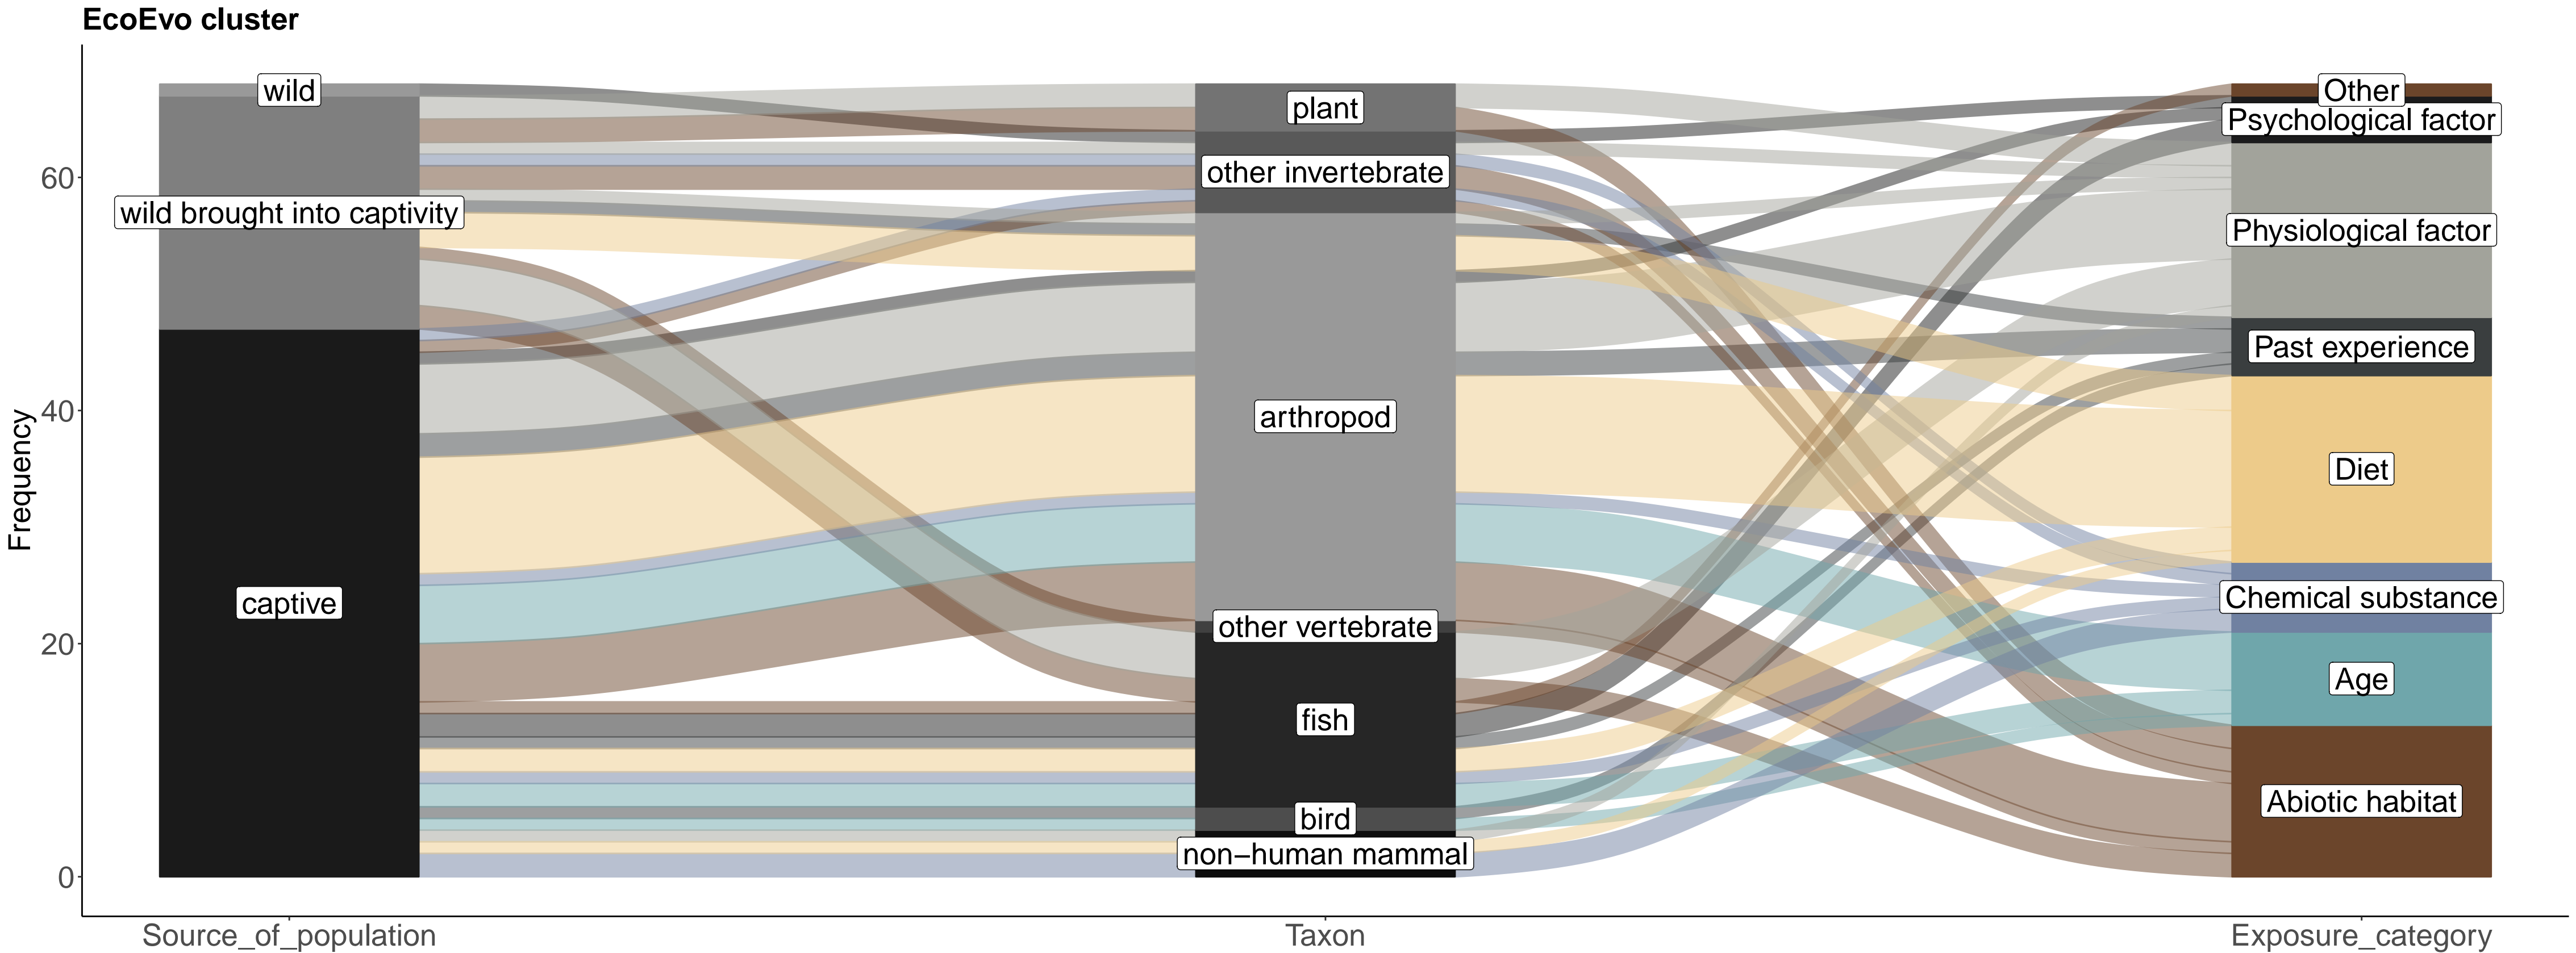 EcoEvo cluster
Frequency
60
40
20
0
wild
wild brought into captivity
captive
plant
other invertebrate
arthropod
other vertebrate
fish
bird
non−human mammal
Other
Psychological factor
Physiological factor
Past experience
Diet
Chemical substance
Age
Abiotic habitat
Source_of_population
Taxon
Exposure_category